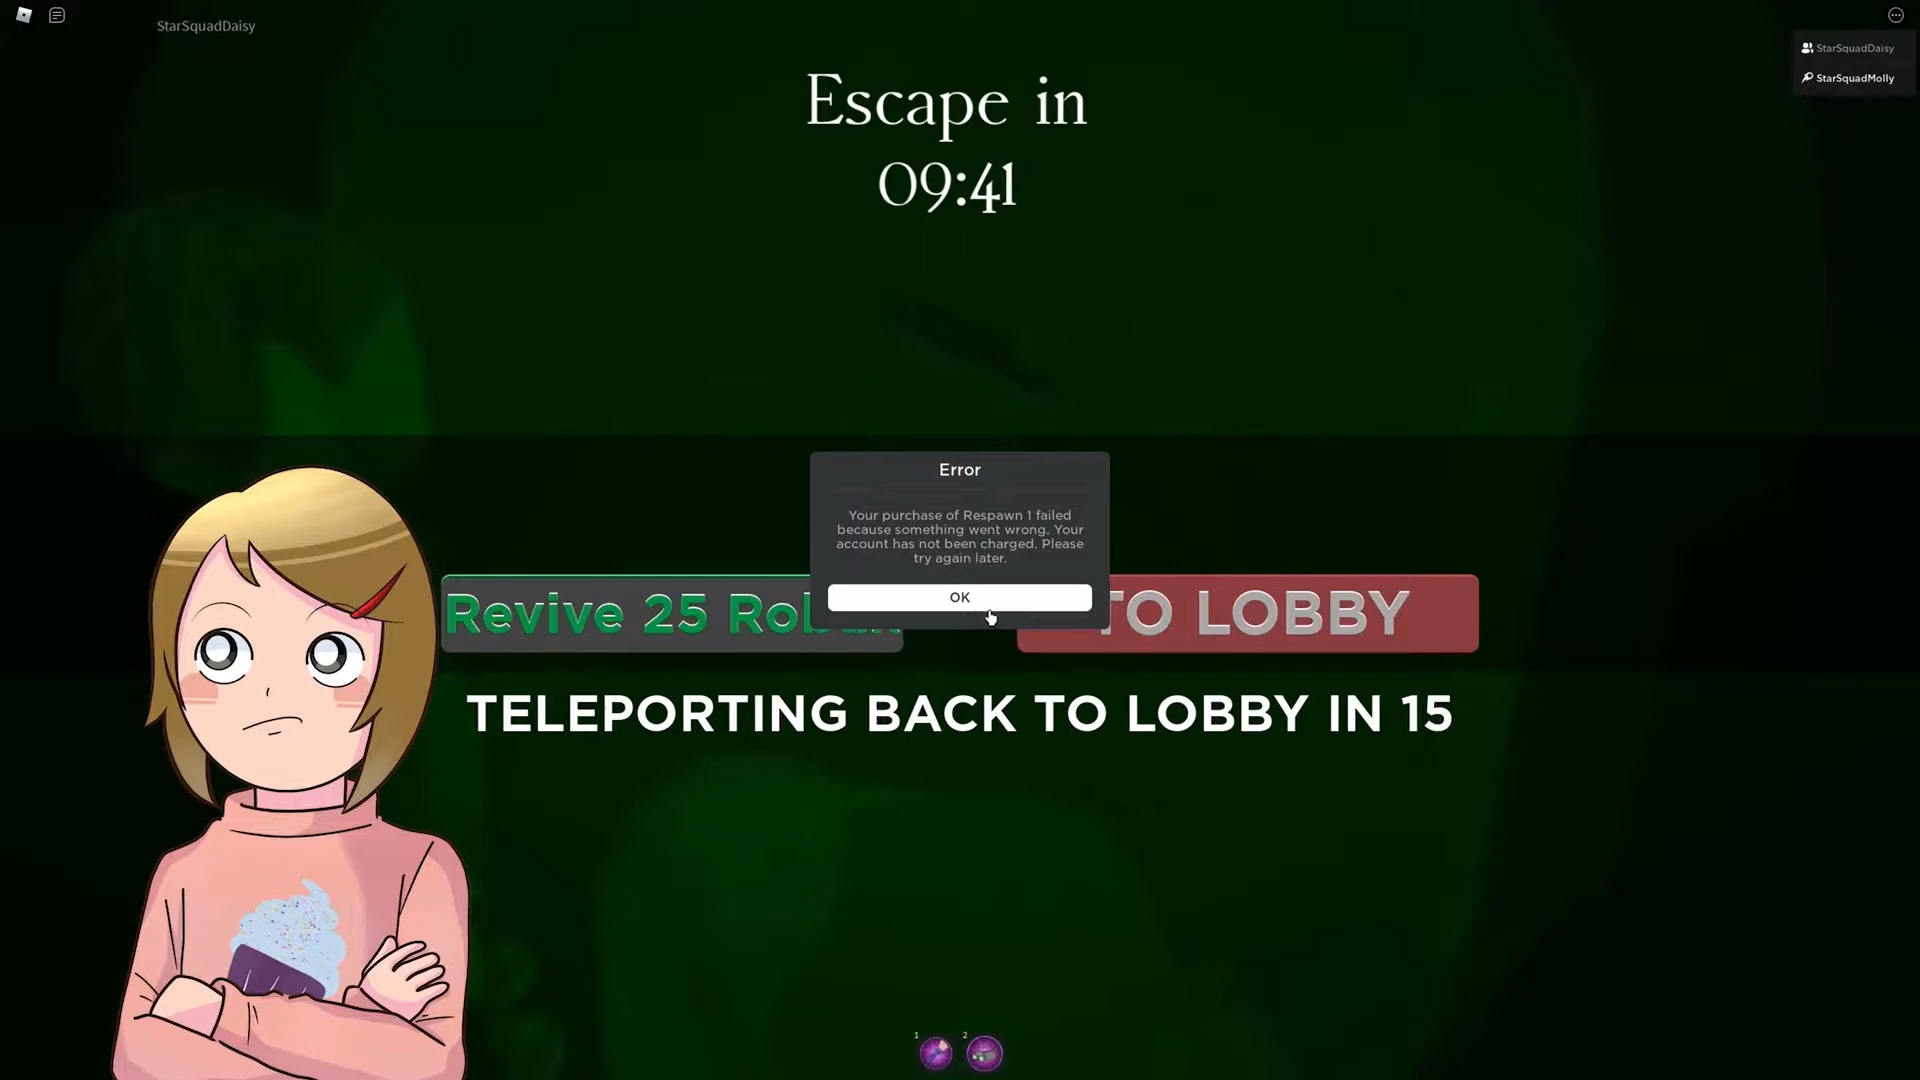 StarSquadDaisy
StarSquadDaisy
StarSquadMolly
Escape in
09:41
Error
Your purchase of Respawn 1 failed
because something went wrong. Your
account has not been charged. Please
try again later.
OK
Revive 25 Robux
TO LOBBY
TELEPORTING BACK TO LOBBY IN 15
1 2